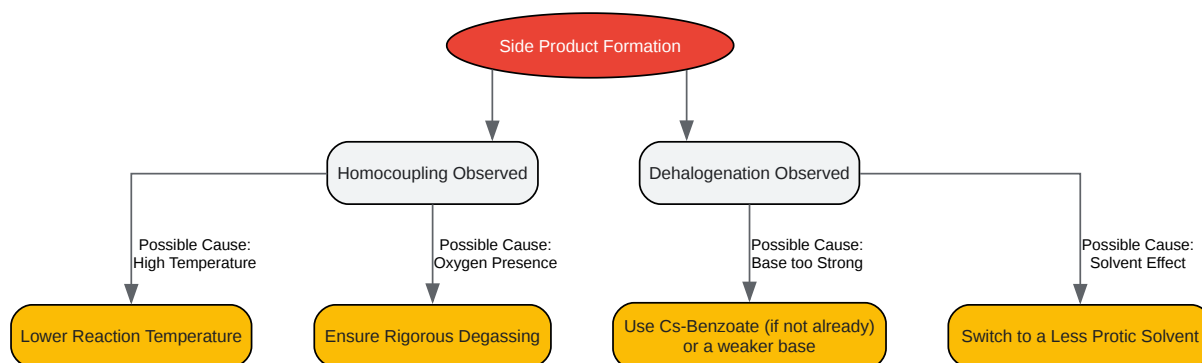 Side Product Formation
Homocoupling Observed
Dehalogenation Observed
Possible Cause:
High Temperature
Possible Cause:
Oxygen Presence
Possible Cause:
Base too Strong
Possible Cause:
Solvent Effect
Lower Reaction Temperature
Ensure Rigorous Degassing
Use Cs-Benzoate (if not already)
or a weaker base
Switch to a Less Protic Solvent